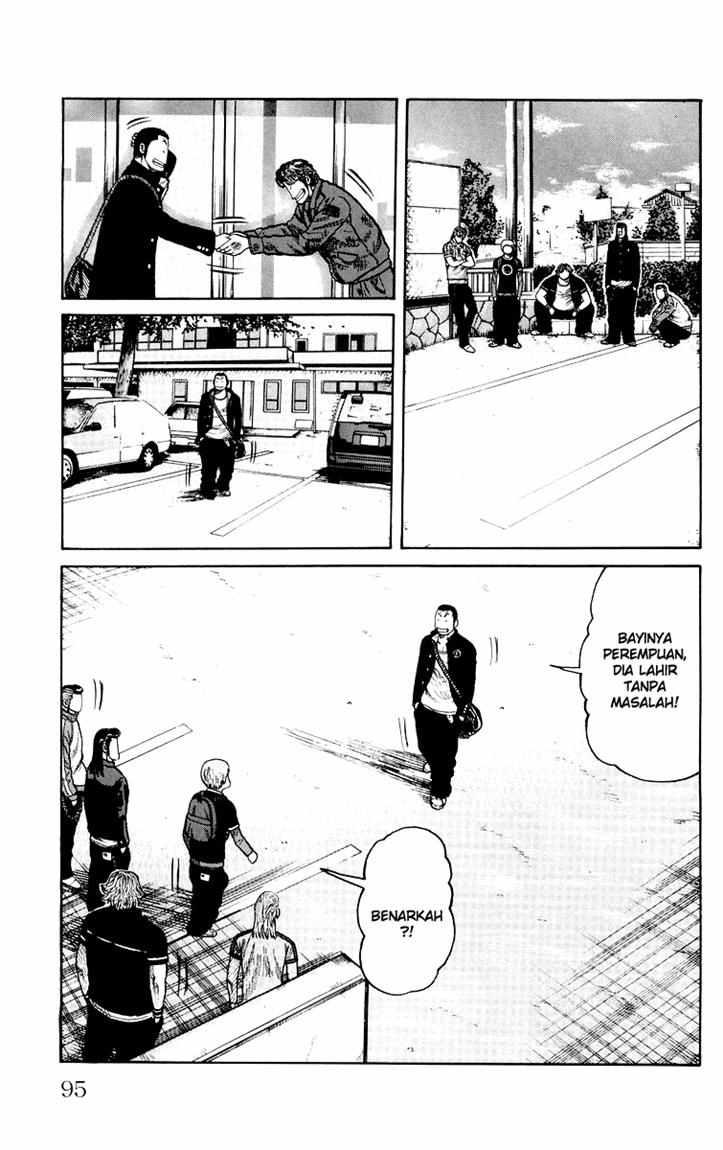 BAYINYA
PEREMPUAN,
DIA LAHIR
TANPA
MASALAH!
BENARKAH
?!
95